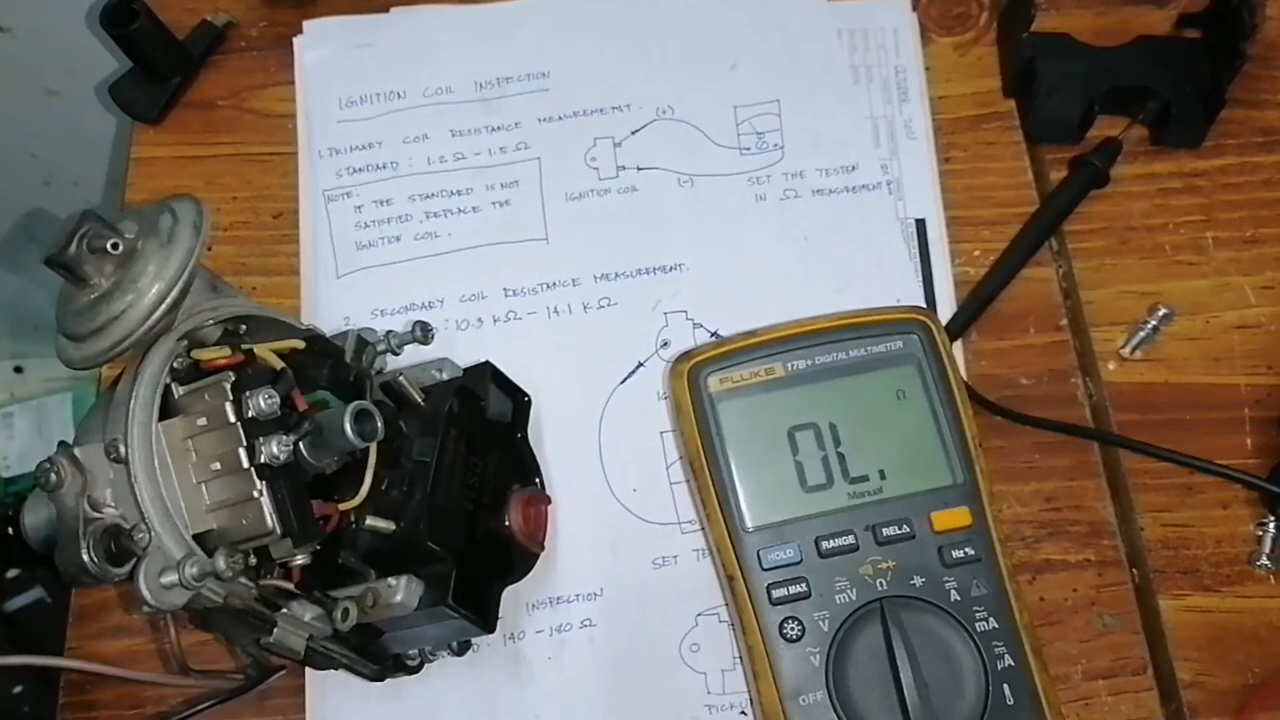 IGNITION COIL INSPECTION
1. PRIMARY COIL RESISTANCE MEASUREMENT.
STANDARD : 1.2 Ω - 1.5 Ω
(+)
NOTE:
IF THE STANDARD IS NOT
SATISFIED, REPLACE THE
IGNITION COIL.
IGNITION COIL
(-)
SET THE TESTER
IN Ω MEASUREMENT
2. SECONDARY COIL RESISTANCE MEASUREMENT.
: 10.3 KΩ - 14.1 KΩ
SET TE
INSPECTION
: 140 - 180 Ω
PICKU
FLUKE 17B+ DIGITAL MULTIMETER
Ω
OL.
Manual
HOLD
RANGE
REL△
Hz %
MIN MAX
mV
Ω
A
V
mA
V
µA
OFF